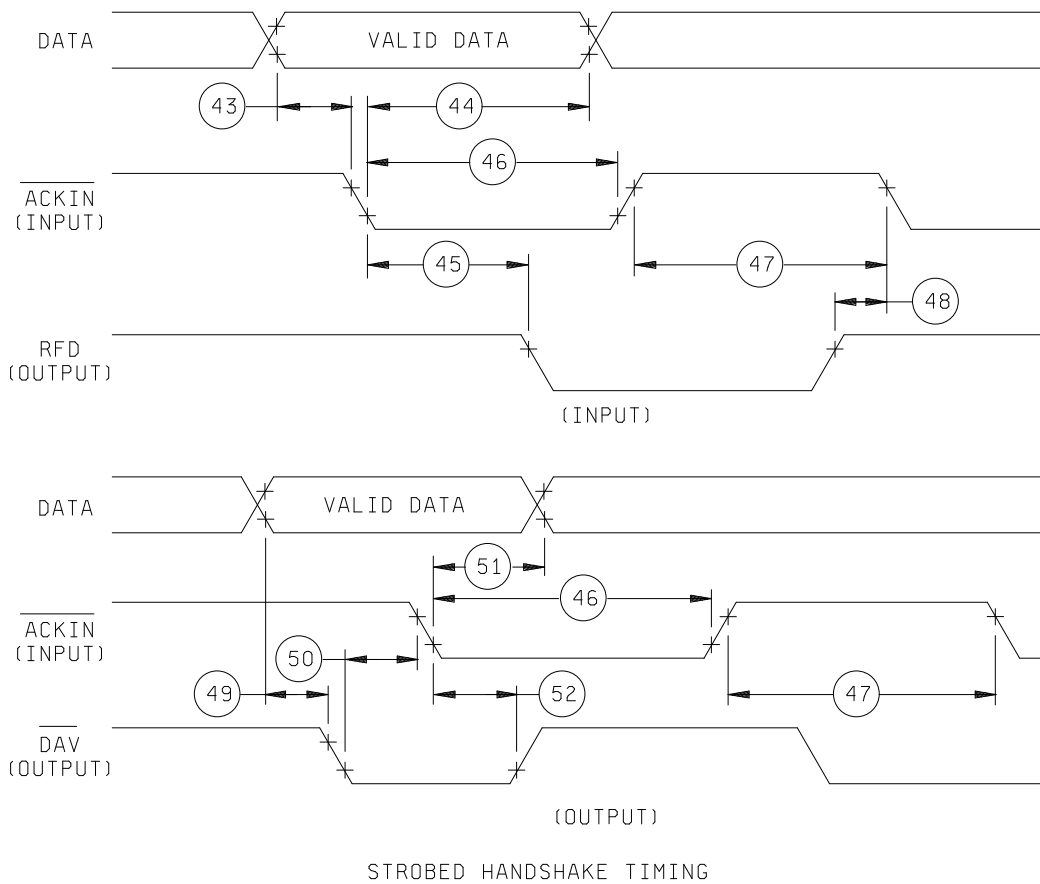 DATA
VALID DATA
43
44
46
ACKIN
(INPUT)
45
47
48
RFD
(OUTPUT)
(INPUT)
DATA
VALID DATA
51
46
ACKIN
(INPUT)
50
49
52
47
DAV
(OUTPUT)
(OUTPUT)
STROBED HANDSHAKE TIMING